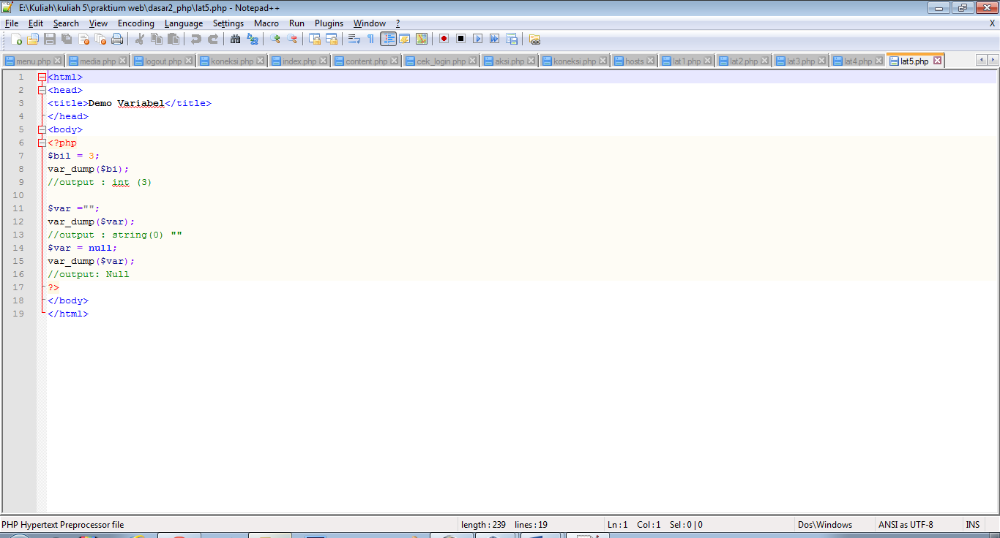 E:\Kuliah\kuliah 5\praktium web\dasar2_php\lat5.php - Notepad++
File Edit Search View Encoding Language Settings Macro Run Plugins Window ? X
menu.php media.php logout.php koneksi.php index.php content.php cek_login.php aksi.php koneksi.php hosts lat1.php lat2.php lat3.php lat4.php lat5.php
1 <html>
2 <head>
3 <title>Demo Variabel</title>
4 </head>
5 <body>
6 <?php
7 $bil = 3;
8 var_dump($bi);
9 //output : int (3)
10
11 $var ="";
12 var_dump($var);
13 //output : string(0) ""
14 $var = null;
15 var_dump($var);
16 //output: Null
17 ?>
18 </body>
19 </html>
PHP Hypertext Preprocessor file length : 239 lines : 19 Ln : 1 Col : 1 Sel : 0 | 0 Dos\Windows ANSI as UTF-8 INS